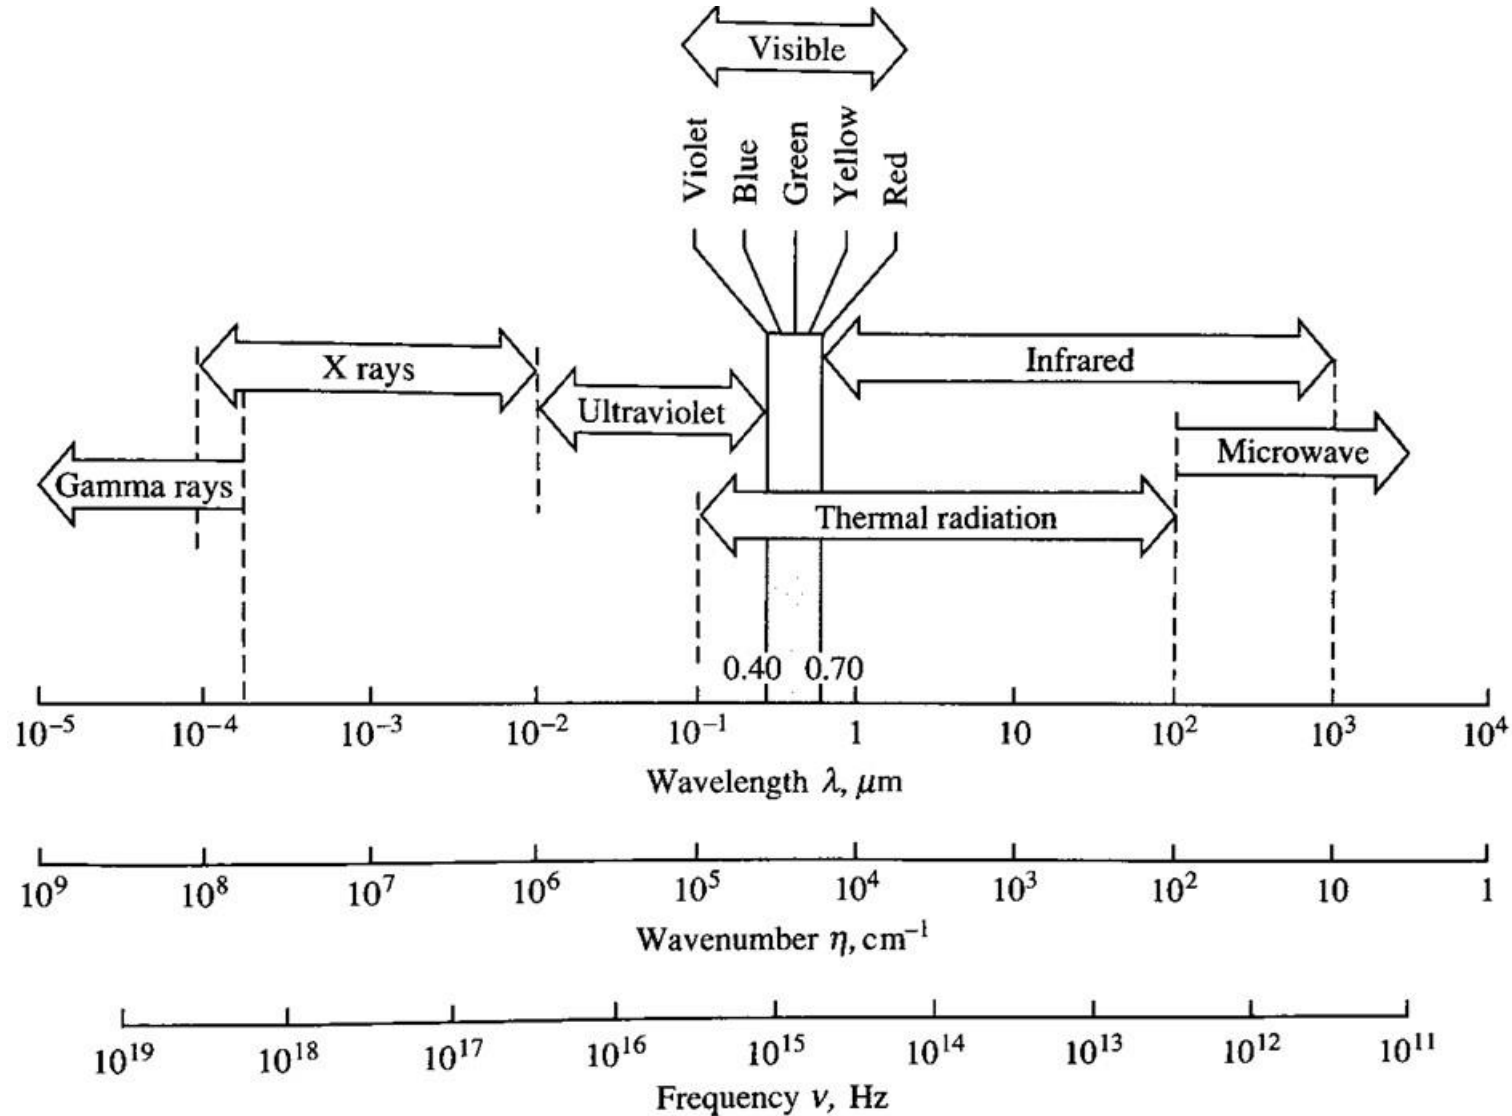 Visible
Violet
Blue
Green
Yellow
Red
X rays
Infrared
Ultraviolet
Microwave
Gamma rays
Thermal radiation
0.40 0.70
10⁻⁵ 10⁻⁴ 10⁻³ 10⁻² 10⁻¹ 1 10 10² 10³ 10⁴
Wavelength λ, μm
10⁹ 10⁸ 10⁷ 10⁶ 10⁵ 10⁴ 10³ 10² 10 1
Wavenumber η, cm⁻¹
10¹⁹ 10¹⁸ 10¹⁷ 10¹⁶ 10¹⁵ 10¹⁴ 10¹³ 10¹² 10¹¹
Frequency ν, Hz